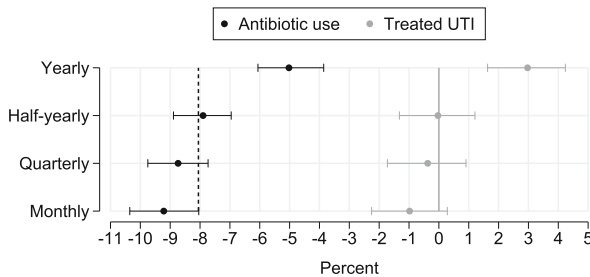 Antibiotic use Treated UTI
Yearly
Half-yearly
Quarterly
Monthly
-11 -10 -9 -8 -7 -6 -5 -4 -3 -2 -1 0 1 2 3 4 5
Percent